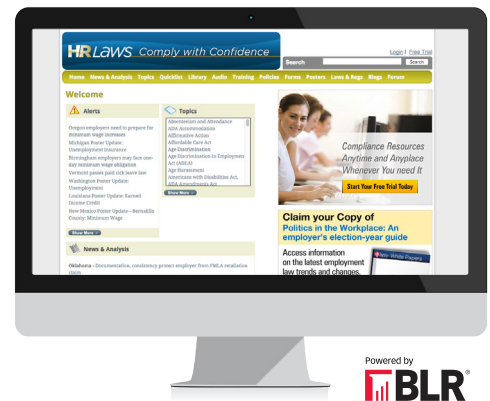 HR LAWS Comply with Confidence
Login | Free Trial
Search
Search
Home News & Analysis Topics Quicklist Library Audio Training Policies Forms Posters Laws & Regs Blogs Forum
Welcome
Alerts
Oregon employers need to prepare for
minimum wage increases
Michigan Poster Update:
Unemployment Insurance
Birmingham employers may face one-
day minimum wage obligation
Vermont passes paid sick leave law
Washington Poster Update:
Unemployment
Louisiana Poster Update: Earned
Income Credit
New Mexico Poster Update - Bernalillo
County: Minimum Wage
Show More >
Topics
Absenteeism and Attendance
ADA Accommodation
Affirmative Action
Affordable Care Act
Age Discrimination
Age Discrimination in Employmen
Act (ADEA)
Age Harassment
Americans with Disabilities Act,
ADA Amendments Act
Show More >
News & Analysis
Oklahoma - Documentation, consistency protect employer from FMLA retaliation
claim
Compliance Resources
Anytime and Anyplace
Whenever You Need it
Start Your Free Trial Today
Claim your Copy of
Politics in the Workplace: An
employer's election-year guide
Access information
on the latest employment
law trends and changes.
White Papers
Powered by
BLR®